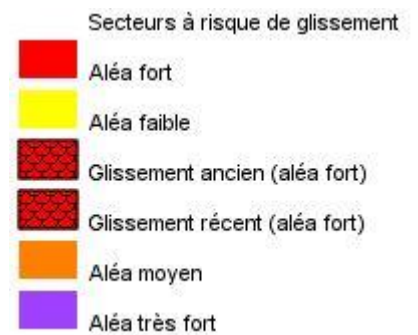 Secteurs à risque de glissement
Aléa fort
Aléa faible
Glissement ancien (aléa fort)
Glissement récent (aléa fort)
Aléa moyen
Aléa très fort